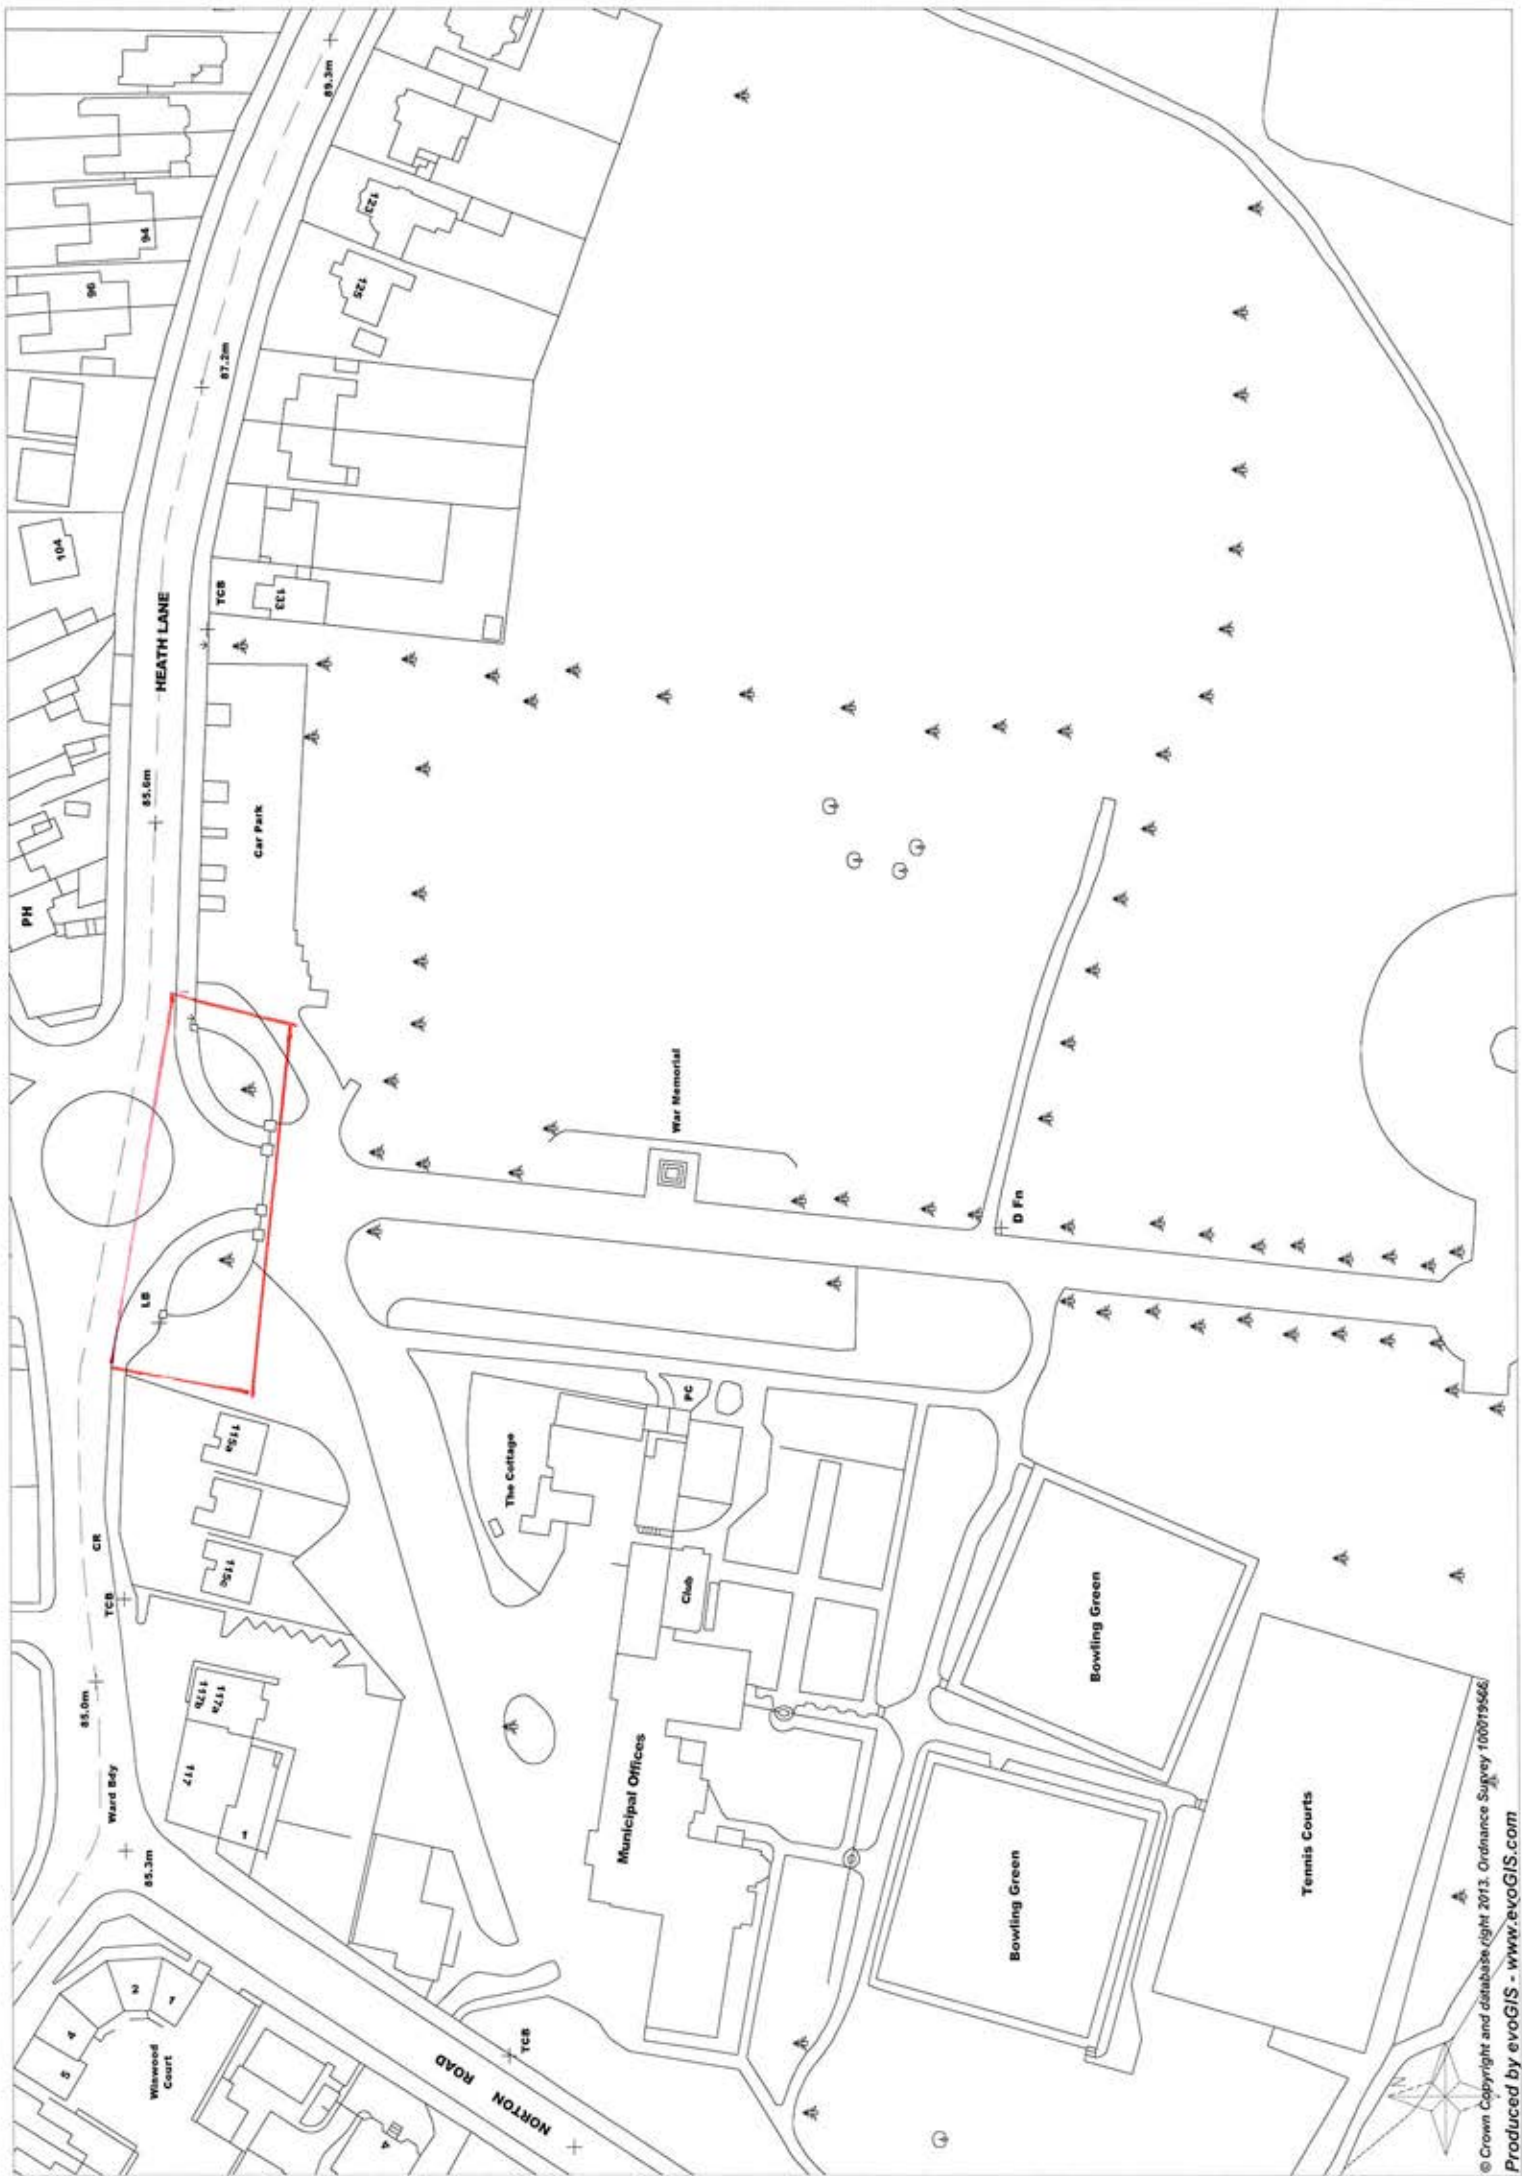 89.3m
94
96
123
125
87.2m
104
HEATH LANE
TCB
133
85.6m
Car Park
PH
War Memorial
LB
D Fn
115a
The Cottage
PC
CR
TCB
115c
Club
85.0m
117b
117a
117
1
Ward Bdy
85.3m
Municipal Offices
Bowling Green
Bowling Green
Tennis Courts
2
1
4
5
Winwood
Court
NORTON ROAD
TCB
4
N
© Crown Copyright and database right 2013. Ordnance Survey 100019566
Produced by evoGIS - www.evoGIS.com